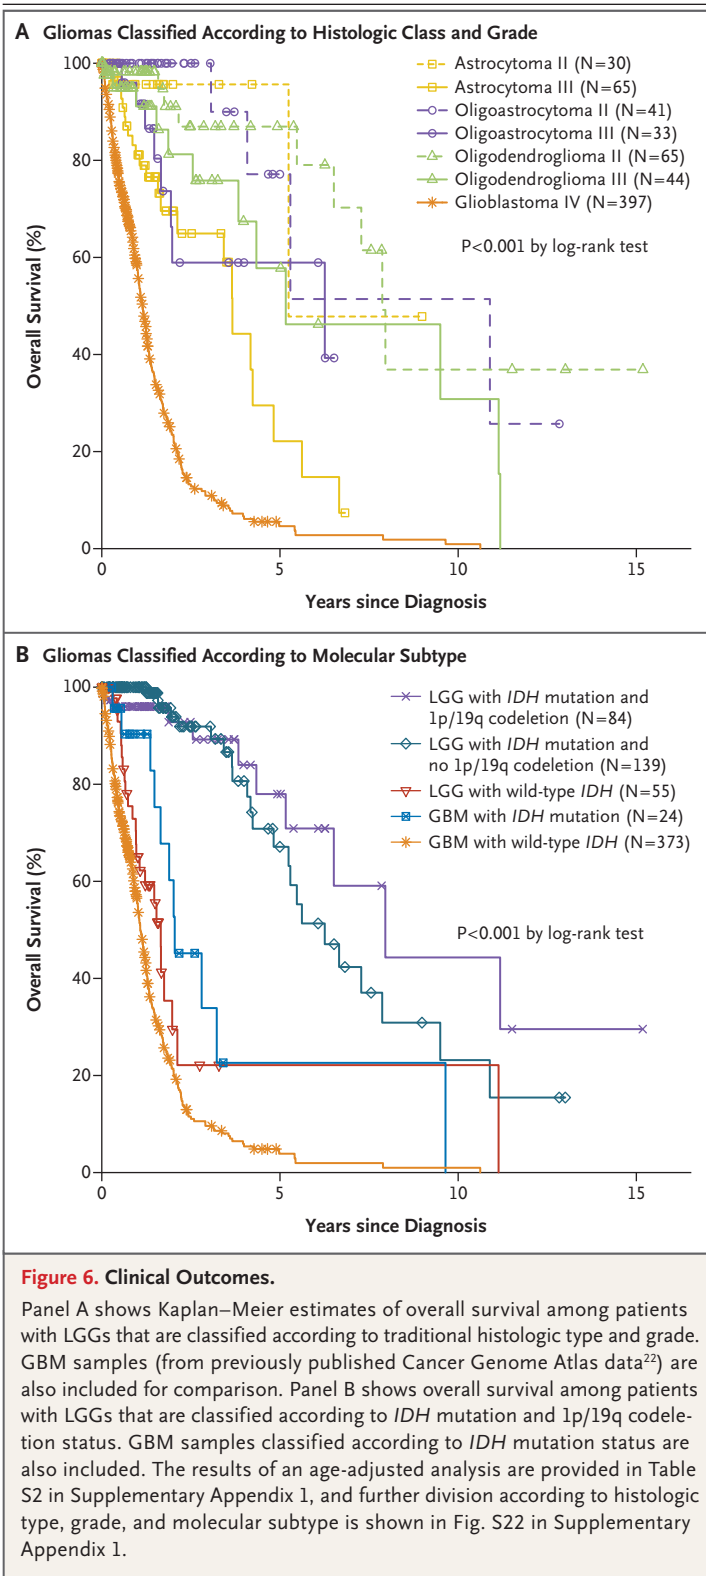 A Gliomas Classified According to Histologic Class and Grade
100
80
60
40
20
0
Overall Survival (%)
0 5 10 15
Years since Diagnosis
Astrocytoma II (N=30)
Astrocytoma III (N=65)
Oligoastrocytoma II (N=41)
Oligoastrocytoma III (N=33)
Oligodendroglioma II (N=65)
Oligodendroglioma III (N=44)
Glioblastoma IV (N=397)
P<0.001 by log-rank test
B Gliomas Classified According to Molecular Subtype
100
80
60
40
20
0
Overall Survival (%)
0 5 10 15
Years since Diagnosis
LGG with IDH mutation and
1p/19q codeletion (N=84)
LGG with IDH mutation and
no 1p/19q codeletion (N=139)
LGG with wild-type IDH (N=55)
GBM with IDH mutation (N=24)
GBM with wild-type IDH (N=373)
P<0.001 by log-rank test
Figure 6. Clinical Outcomes.
Panel A shows Kaplan–Meier estimates of overall survival among patients
with LGGs that are classified according to traditional histologic type and grade.
GBM samples (from previously published Cancer Genome Atlas data22) are
also included for comparison. Panel B shows overall survival among patients
with LGGs that are classified according to IDH mutation and 1p/19q codele-
tion status. GBM samples classified according to IDH mutation status are
also included. The results of an age-adjusted analysis are provided in Table
S2 in Supplementary Appendix 1, and further division according to histologic
type, grade, and molecular subtype is shown in Fig. S22 in Supplementary
Appendix 1.